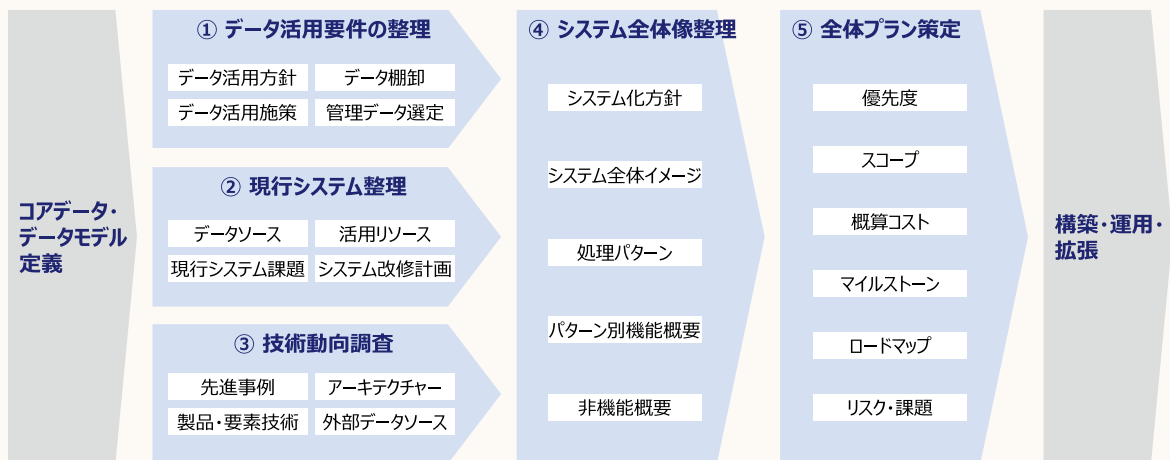 コアデータ・
データモデル
定義
① データ活用要件の整理
データ活用方針
データ棚卸
データ活用施策
管理データ選定
② 現行システム整理
データソース
活用リソース
現行システム課題
システム改修計画
③ 技術動向調査
先進事例
アーキテクチャー
製品・要素技術
外部データソース
④ システム全体像整理
システム化方針
システム全体イメージ
処理パターン
パターン別機能概要
非機能概要
⑤ 全体プラン策定
優先度
スコープ
概算コスト
マイルストーン
ロードマップ
リスク・課題
構築・運用・
拡張